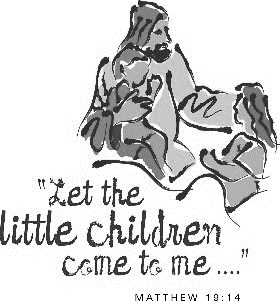 "Let the
little children
come to me ...."
MATTHEW 19:14